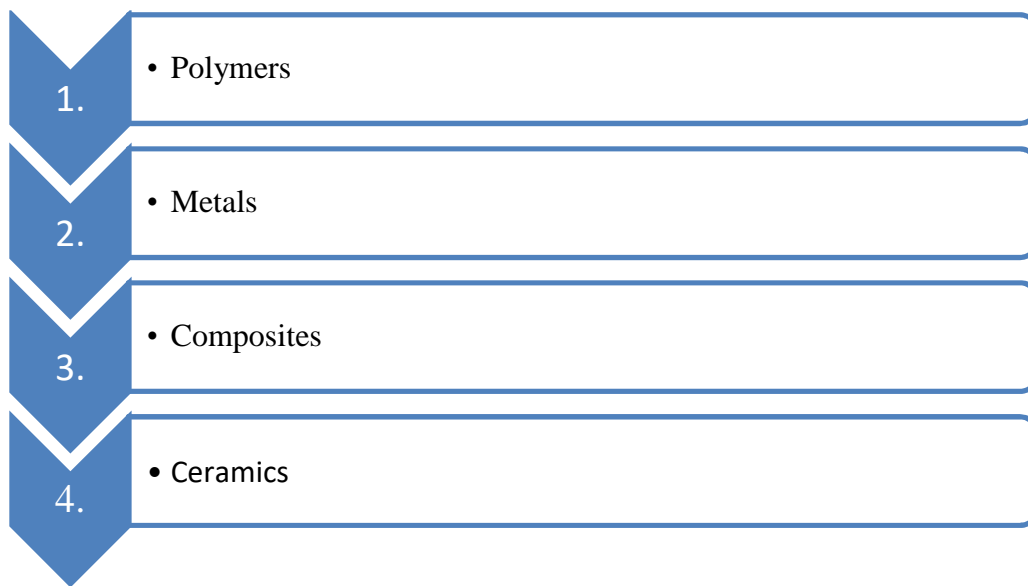 1.
• Polymers
2.
• Metals
3.
• Composites
4.
• Ceramics